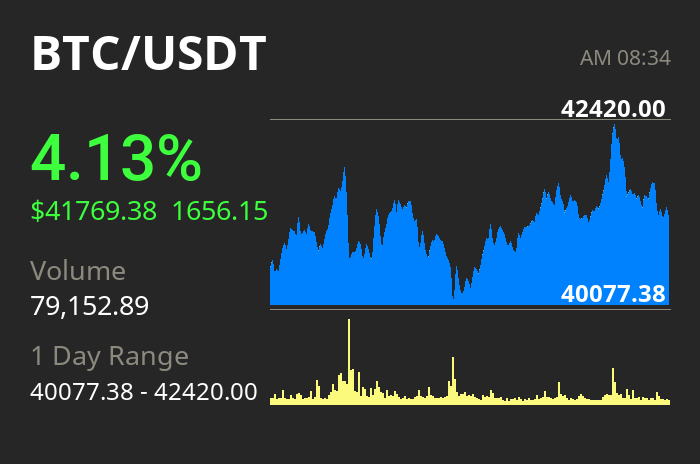 BTC/USDT
AM 08:34
42420.00
4.13%
$41769.38 1656.15
Volume
79,152.89
40077.38
1 Day Range
40077.38 - 42420.00